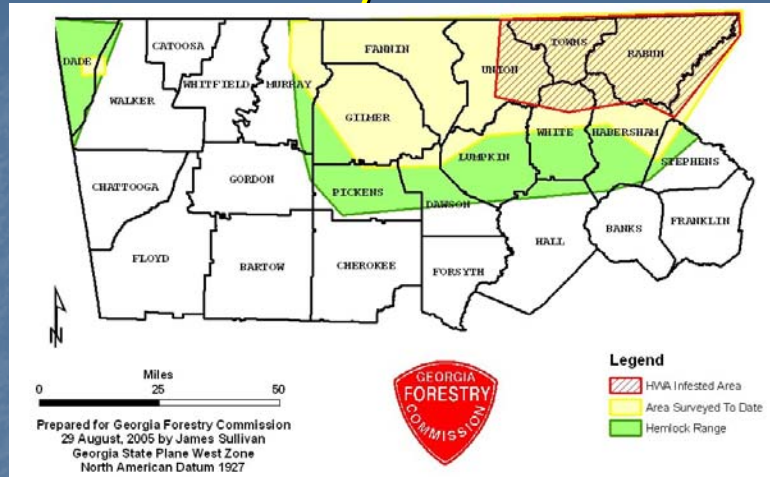 CATOOSA
FANNIN
TOWNS
RABUN
DADE
WHITFIELD
MURRAY
UNION
WALKER
GILMER
WHITE
HABERSHAM
LUMPKIN
STEPHENS
CHATTOOGA
GORDON
PICKENS
DAWSON
FRANKLIN
HALL
BANKS
FLOYD
BARTOW
CHEROKEE
FORSYTH
N
Miles
0 25 50
Prepared for Georgia Forestry Commission
29 August, 2005 by James Sullivan
Georgia State Plane West Zone
North American Datum 1927
GEORGIA
FORESTRY
COMMISSION
Legend
HWA Infested Area
Area Surveyed To Date
Hemlock Range